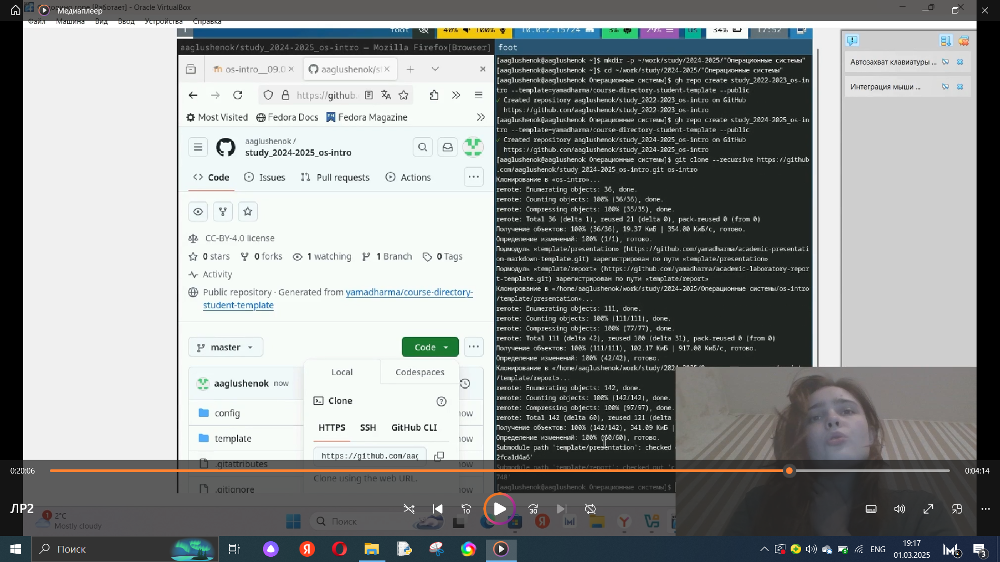 [Работает] - Oracle VirtualBox
Медиаплеер
Файл Машина Вид Ввод Устройства Справка
1 foot 40% 100% 10.0.2.15/24 3% 29% us 34% 17:52
aaglushenok/study_2024-2025_os-intro — Mozilla Firefox[Browser]
os-intro__09.0
aaglushenok/s
https://github.
Most Visited Fedora Docs Fedora Magazine
aaglushenok /
study_2024-2025_os-intro
Code Issues Pull requests Actions
CC-BY-4.0 license
0 stars 0 forks 1 watching 1 Branch 0 Tags
Activity
Public repository · Generated from yamadharma/course-directory-
student-template
master Code
Local Codespaces
aaglushenok now
Clone
config now
HTTPS SSH GitHub CLI
template now
https://github.com/aag
.gitattributes now
Clone using the web URL.
.gitignore now
foot
[aaglushenok@aaglushenok ~]$ mkdir -p ~/work/study/2024-2025/"Операционные системы"
[aaglushenok@aaglushenok ~]$ cd ~/work/study/2024-2025/"Операционные системы"
[aaglushenok@aaglushenok Операционные системы]$ gh repo create study_2022-2023_os-in
tro --template=yamadharma/course-directory-student-template --public
✓ Created repository aaglushenok/study_2022-2023_os-intro on GitHub
https://github.com/aaglushenok/study_2022-2023_os-intro
[aaglushenok@aaglushenok Операционные системы]$ gh repo create study_2024-2025_os-in
tro --template=yamadharma/course-directory-student-template --public
✓ Created repository aaglushenok/study_2024-2025_os-intro on GitHub
https://github.com/aaglushenok/study_2024-2025_os-intro
[aaglushenok@aaglushenok Операционные системы]$ git clone --recursive https://github
.com/aaglushenok/study_2024-2025_os-intro.git os-intro
Клонирование в «os-intro»...
remote: Enumerating objects: 36, done.
remote: Counting objects: 100% (36/36), done.
remote: Compressing objects: 100% (35/35), done.
remote: Total 36 (delta 1), reused 21 (delta 0), pack-reused 0 (from 0)
Получение объектов: 100% (36/36), 19.37 КиБ | 354.00 КиБ/с, готово.
Определение изменений: 100% (1/1), готово.
Подмодуль «template/presentation» (https://github.com/yamadharma/academic-presentati
on-markdown-template.git) зарегистрирован по пути «template/presentation»
Подмодуль «template/report» (https://github.com/yamadharma/academic-laboratory-repor
t-template.git) зарегистрирован по пути «template/report»
Клонирование в «/home/aaglushenok/work/study/2024-2025/Операционные системы/os-intro
/template/presentation»...
remote: Enumerating objects: 111, done.
remote: Counting objects: 100% (111/111), done.
remote: Compressing objects: 100% (77/77), done.
remote: Total 111 (delta 42), reused 100 (delta 31), pack-reused 0 (from 0)
Получение объектов: 100% (111/111), 102.17 КиБ | 917.00 КиБ/с, готово.
Определение изменений: 100% (42/42), готово.
Клонирование в «/home/aaglushenok/work/study/202
/template/report»...
remote: Enumerating objects: 142, done.
remote: Counting objects: 100% (142/142), done.
remote: Compressing objects: 100% (97/97), done.
remote: Total 142 (delta 60), reused 121 (delta
Получение объектов: 100% (142/142), 341.09 КиБ |
Определение изменений: 100% (60/60), готово.
Submodule path 'template/presentation': checked
2fca1d4a6'
Submodule path 'template/report': checked out 'c
748'
[aaglushenok@aaglushenok Операционные системы]$
Автозахват клавиатуры ...
Интеграция мыши ...
0:20:06 0:04:14
ЛР2
10 30
1
2°C
Mostly cloudy
Поиск
Поиск
ENG
19:17
01.03.2025
2
3